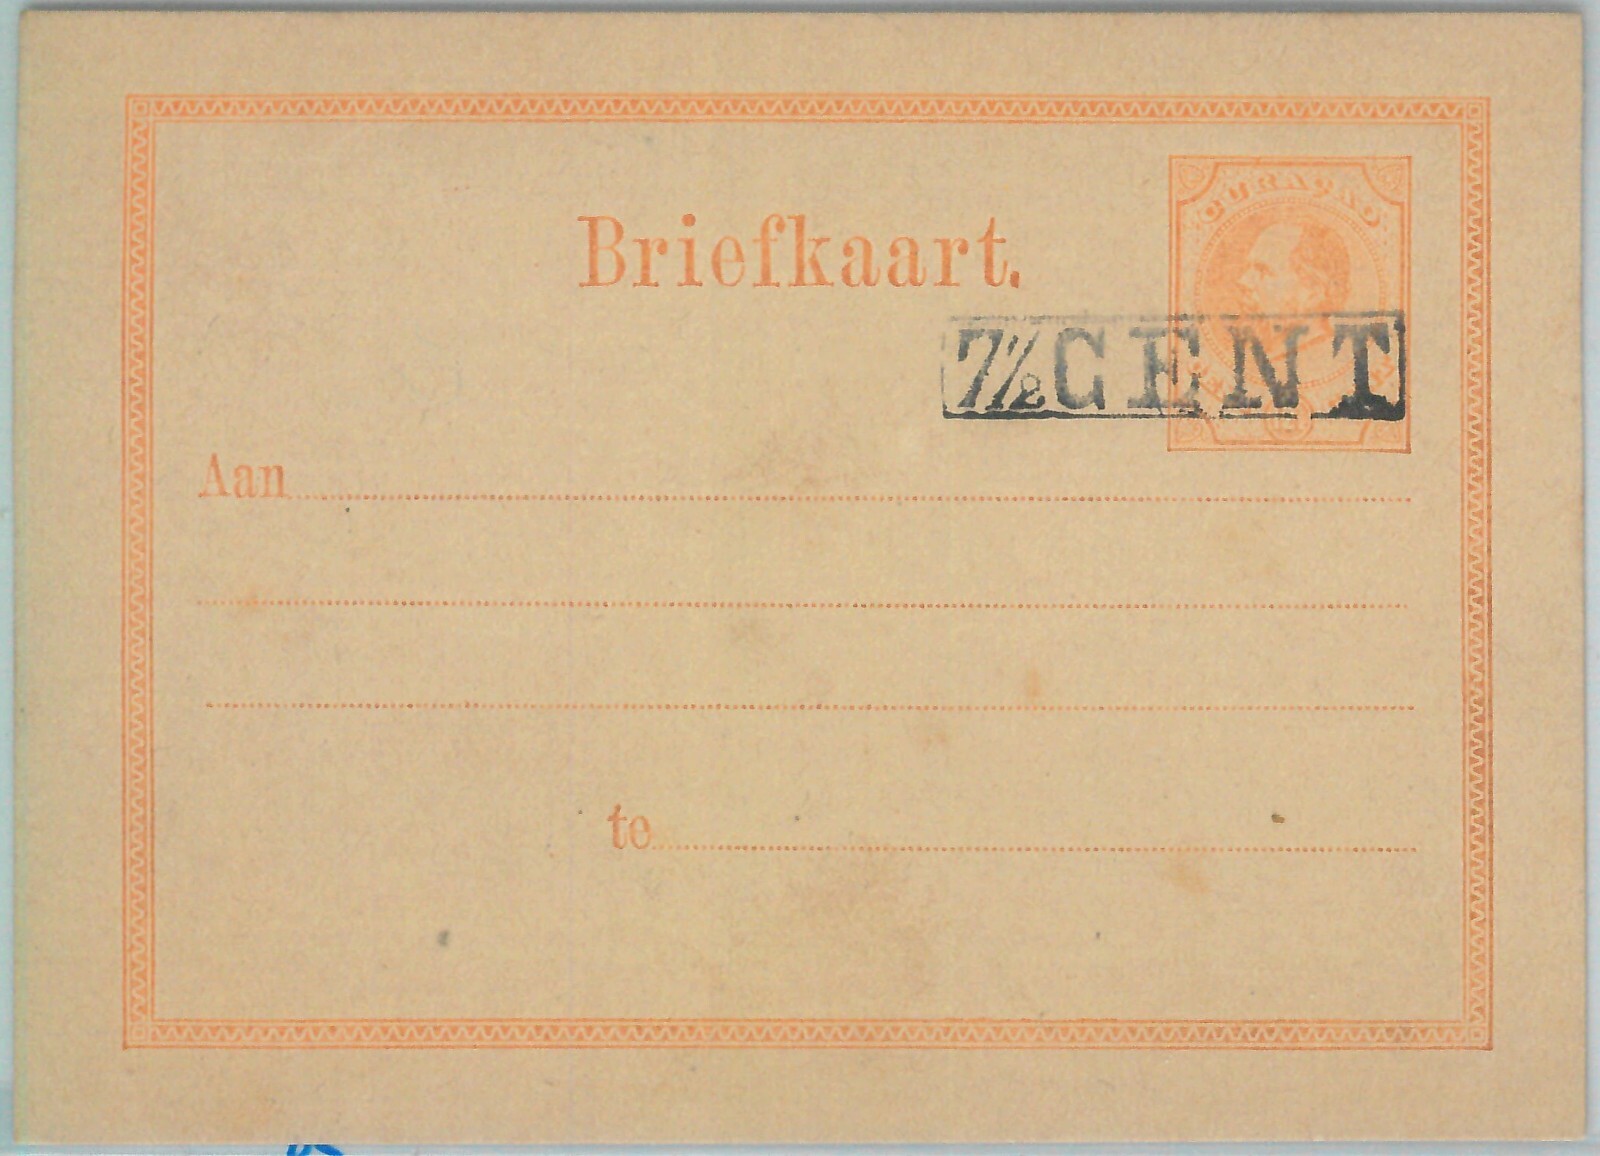 CURAÇAO
Briefkaart.
7½ CENT
Aan
te